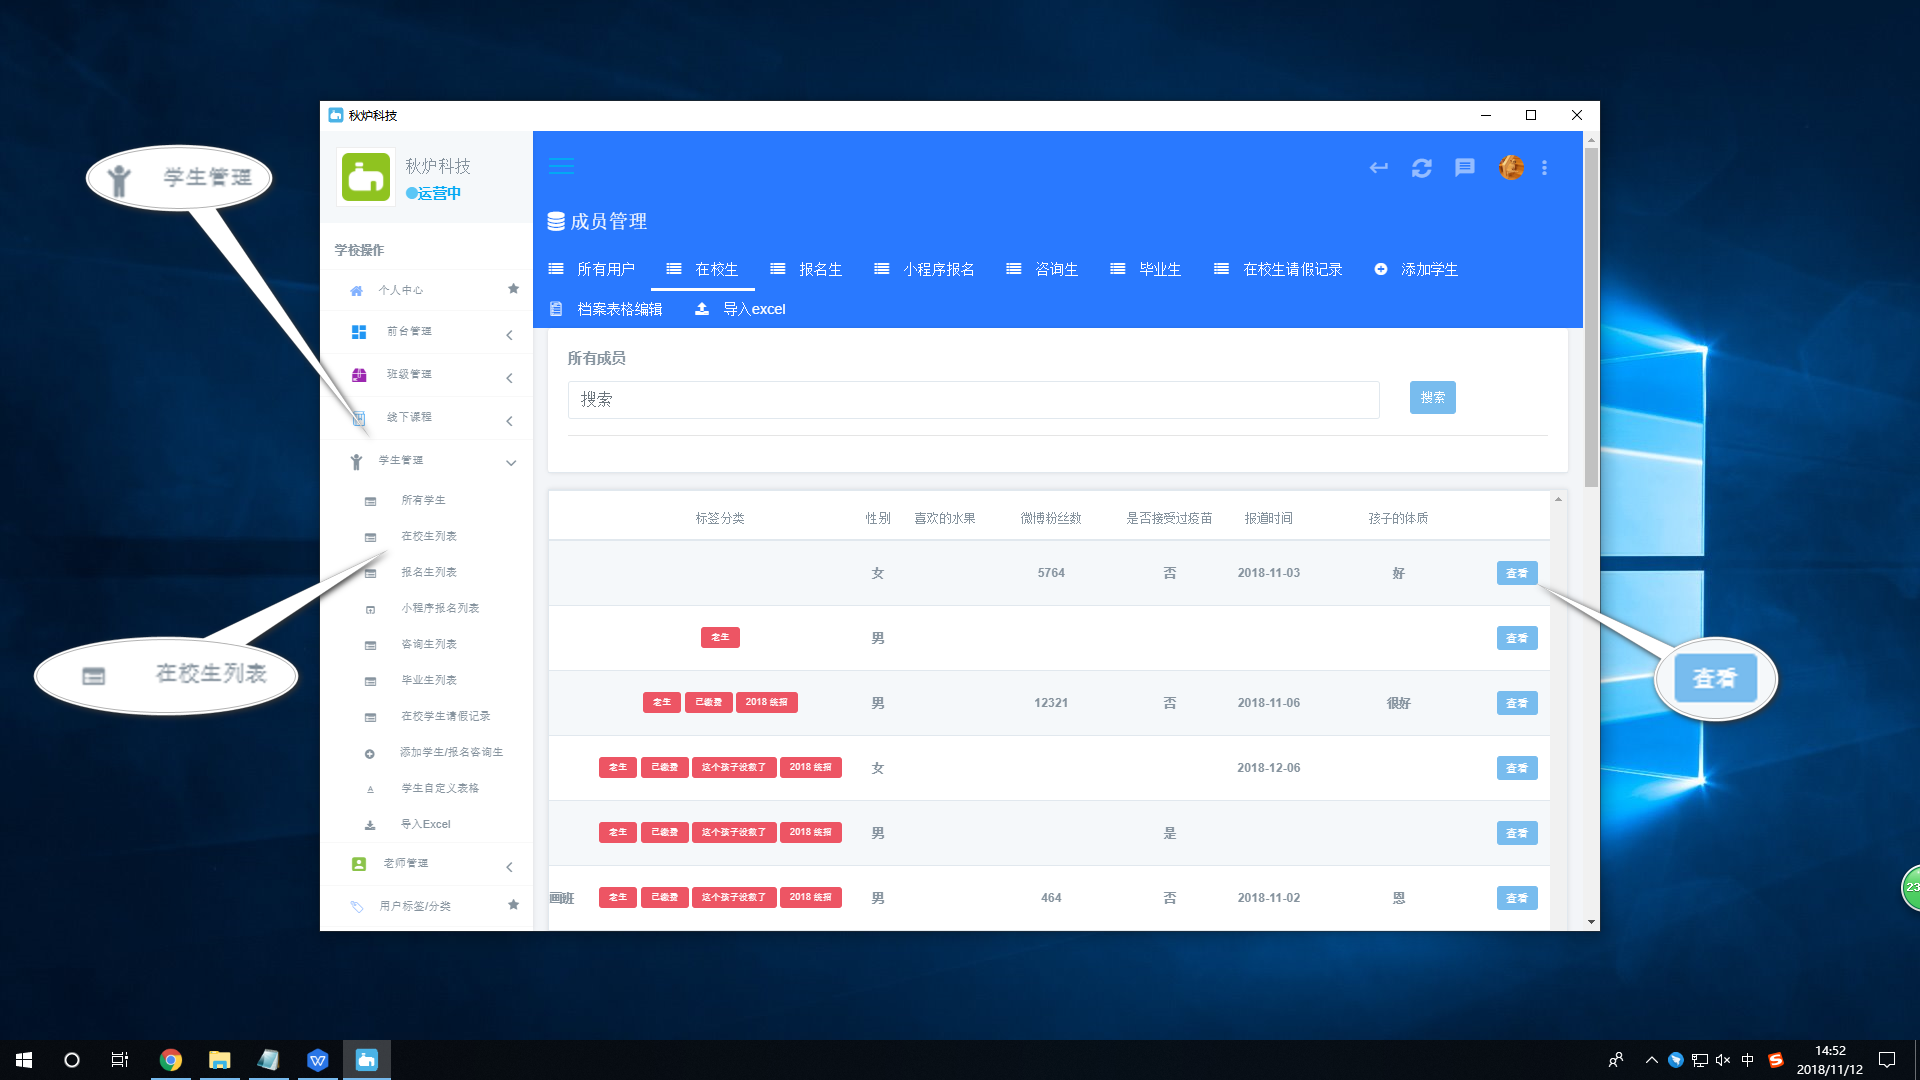 秋炉科技
秋炉科技
运营中
学校操作
个人中心
前台管理
班级管理
线下课程
学生管理
所有学生
在校生列表
报名生列表
小程序报名列表
咨询生列表
毕业生列表
在校学生请假记录
添加学生/报名咨询生
学生自定义表格
导入Excel
老师管理
用户标签/分类
学生管理
在校生列表
成员管理
所有用户 在校生 报名生 小程序报名 咨询生 毕业生 在校生请假记录 添加学生
档案表格编辑 导入excel
所有成员
搜索 搜索
标签分类 性别 喜欢的水果 微博粉丝数 是否接受过疫苗 报道时间 孩子的体质
女 5764 否 2018-11-03 好 查看
老生 男 查看
老生 已缴费 2018 统招 男 12321 否 2018-11-06 很好 查看
老生 已缴费 这个孩子没救了 2018 统招 女 2018-12-06 查看
老生 已缴费 这个孩子没救了 2018 统招 男 是 查看
画班 老生 已缴费 这个孩子没救了 2018 统招 男 464 否 2018-11-02 恩 查看
查看
23
中
14:52
2018/11/12